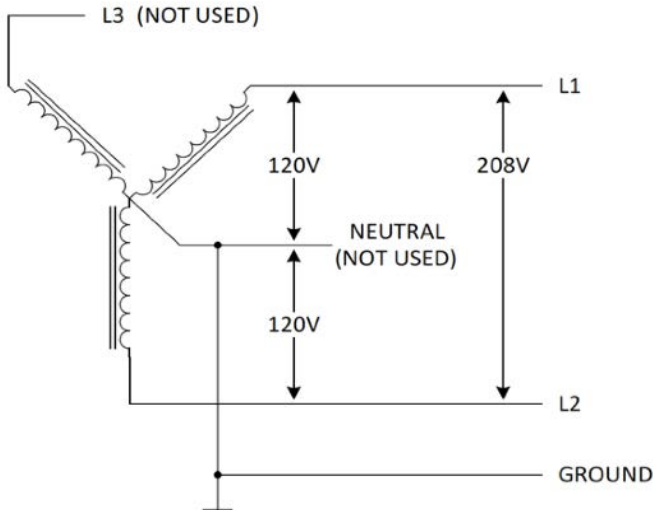 L3 (NOT USED)
L1
120V
208V
NEUTRAL
(NOT USED)
120V
L2
GROUND